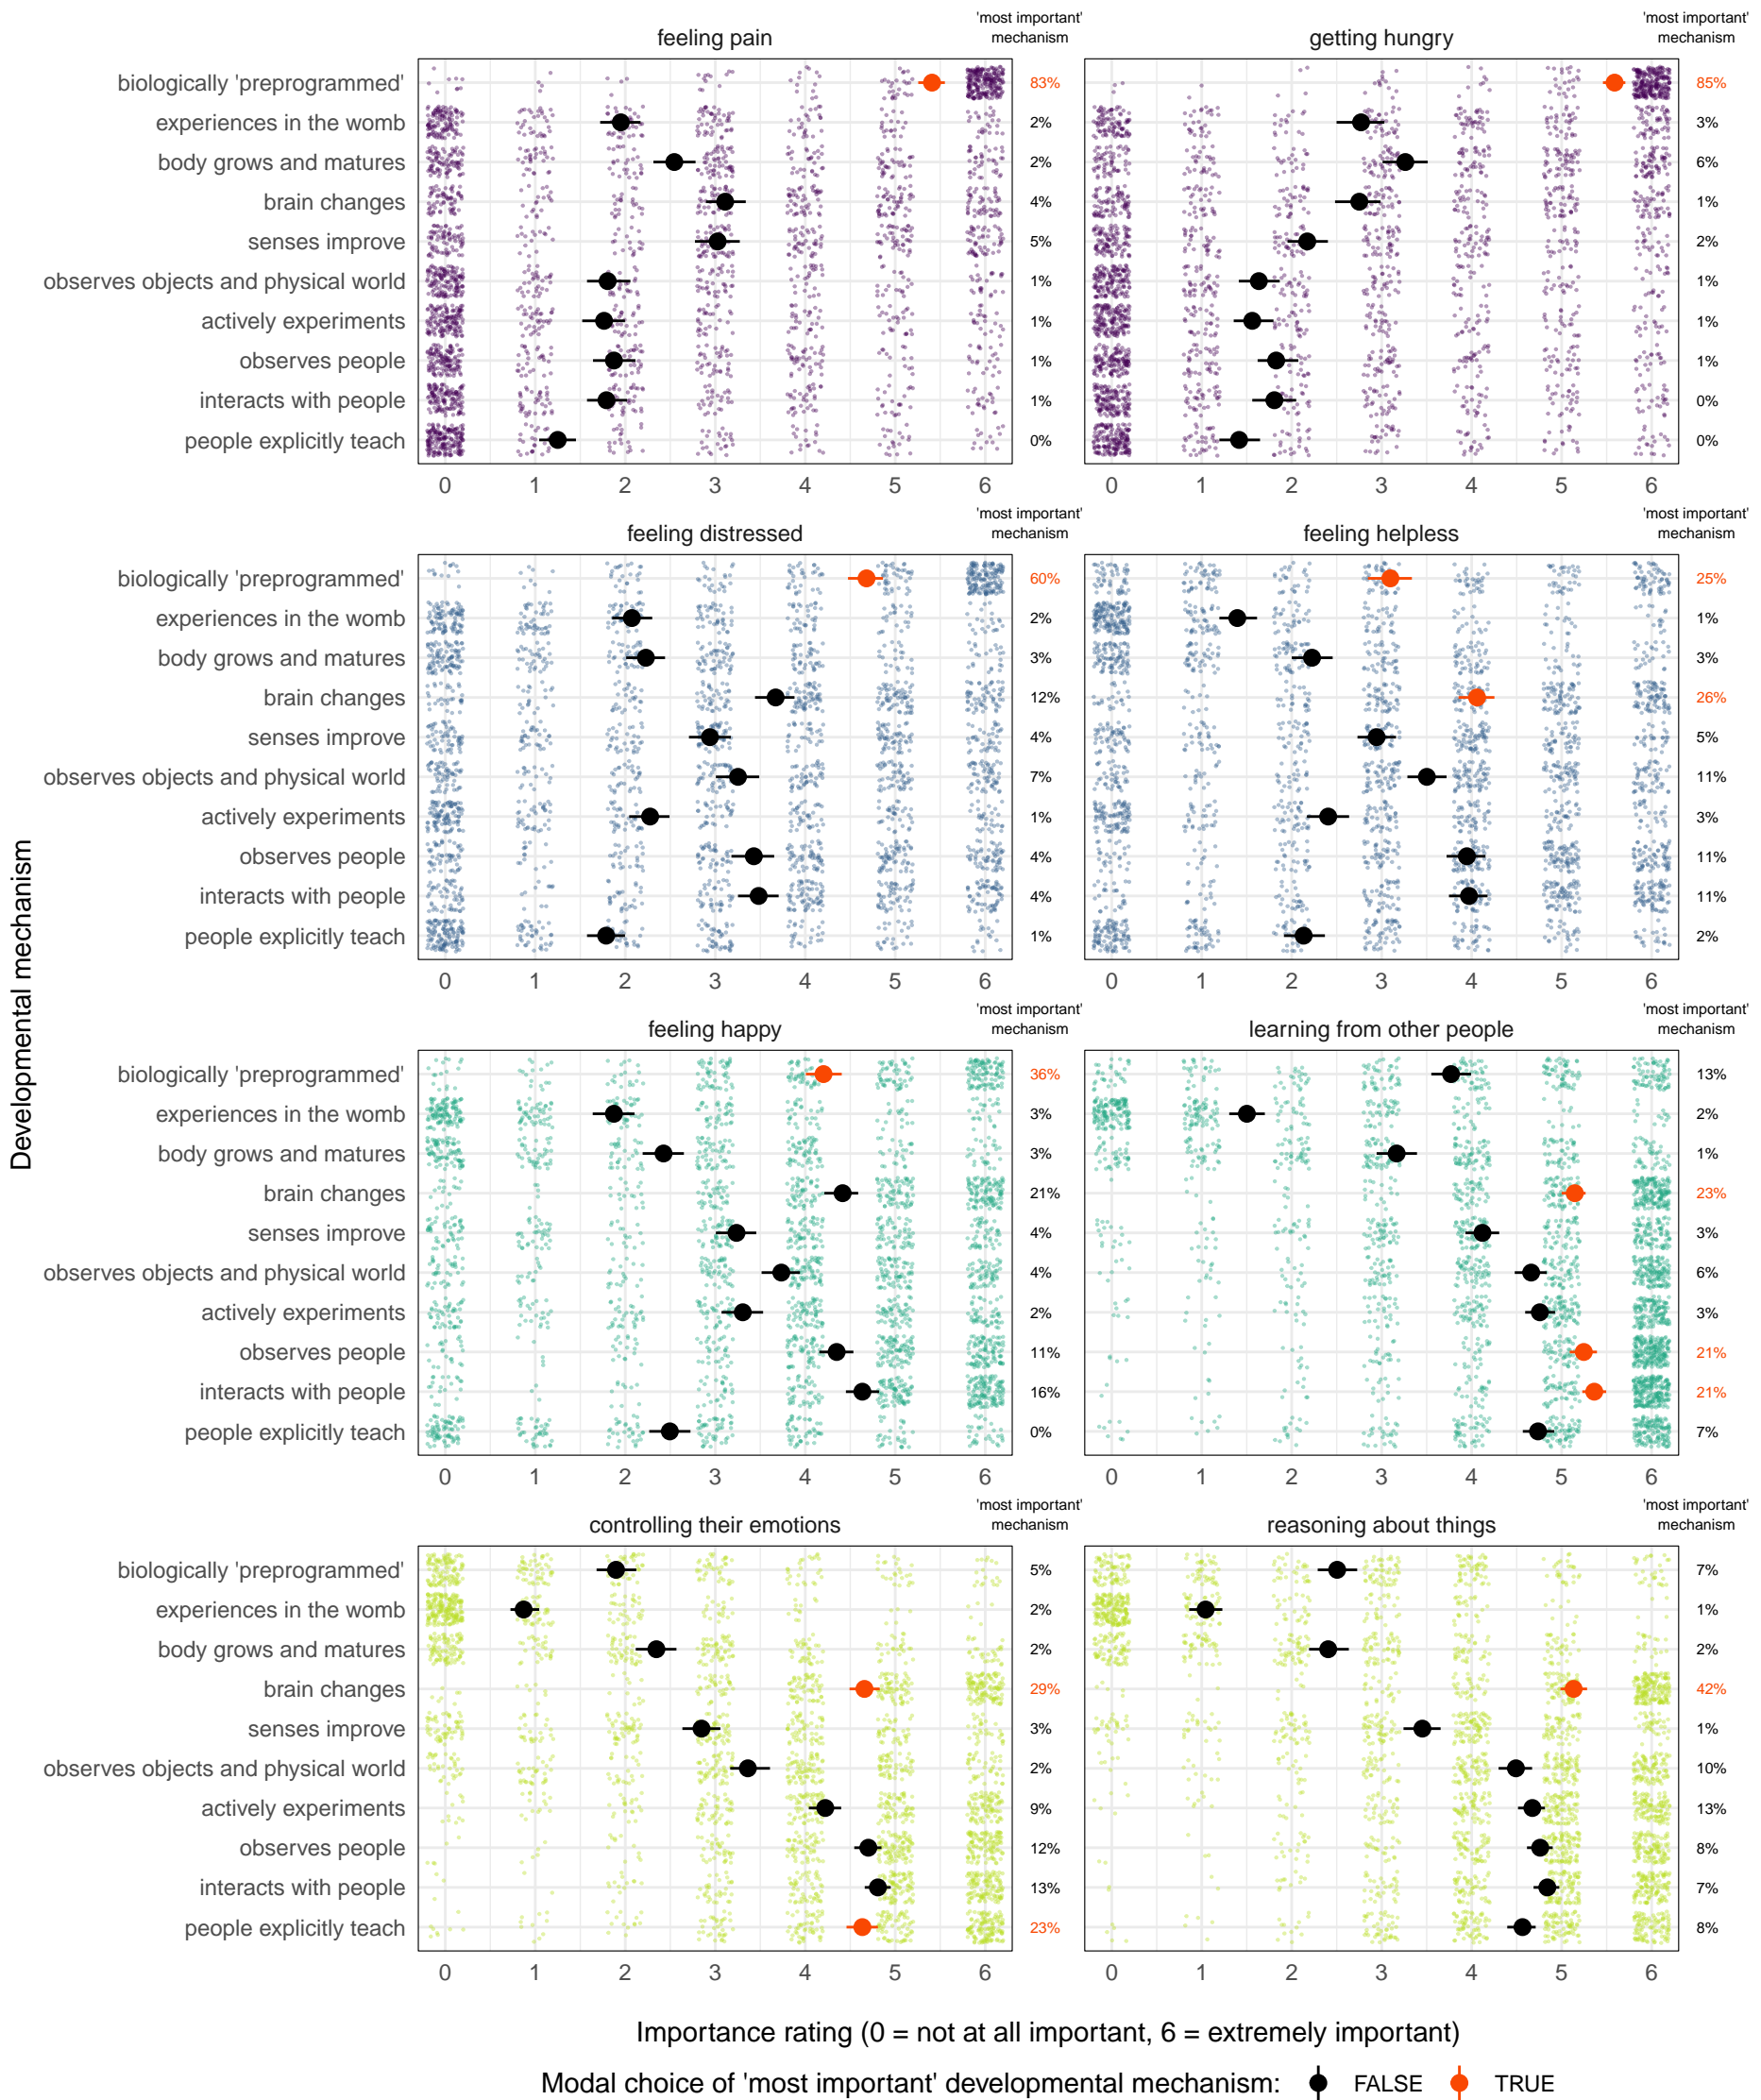 'most important'
mechanism
'most important'
mechanism
feeling pain
getting hungry
biologically 'preprogrammed' 83% 85%
experiences in the womb 2% 3%
body grows and matures 2% 6%
brain changes 4% 1%
senses improve 5% 2%
observes objects and physical world 1% 1%
actively experiments 1% 1%
observes people 1% 1%
interacts with people 1% 0%
people explicitly teach 0% 0%
0 1 2 3 4 5 6 0 1 2 3 4 5 6
'most important'
mechanism
'most important'
mechanism
feeling distressed
feeling helpless
biologically 'preprogrammed' 60% 25%
experiences in the womb 2% 1%
body grows and matures 3% 3%
brain changes 12% 26%
senses improve 4% 5%
observes objects and physical world 7% 11%
actively experiments 1% 3%
observes people 4% 11%
interacts with people 4% 11%
people explicitly teach 1% 2%
0 1 2 3 4 5 6 0 1 2 3 4 5 6
Developmental mechanism
'most important'
mechanism
'most important'
mechanism
feeling happy
learning from other people
biologically 'preprogrammed' 36% 13%
experiences in the womb 3% 2%
body grows and matures 3% 1%
brain changes 21% 23%
senses improve 4% 3%
observes objects and physical world 4% 6%
actively experiments 2% 3%
observes people 11% 21%
interacts with people 16% 21%
people explicitly teach 0% 7%
0 1 2 3 4 5 6 0 1 2 3 4 5 6
'most important'
mechanism
'most important'
mechanism
controlling their emotions
reasoning about things
biologically 'preprogrammed' 5% 7%
experiences in the womb 2% 1%
body grows and matures 2% 2%
brain changes 29% 42%
senses improve 3% 1%
observes objects and physical world 2% 10%
actively experiments 9% 13%
observes people 12% 8%
interacts with people 13% 7%
people explicitly teach 23% 8%
0 1 2 3 4 5 6 0 1 2 3 4 5 6
Importance rating (0 = not at all important, 6 = extremely important)
Modal choice of 'most important' developmental mechanism: FALSE TRUE